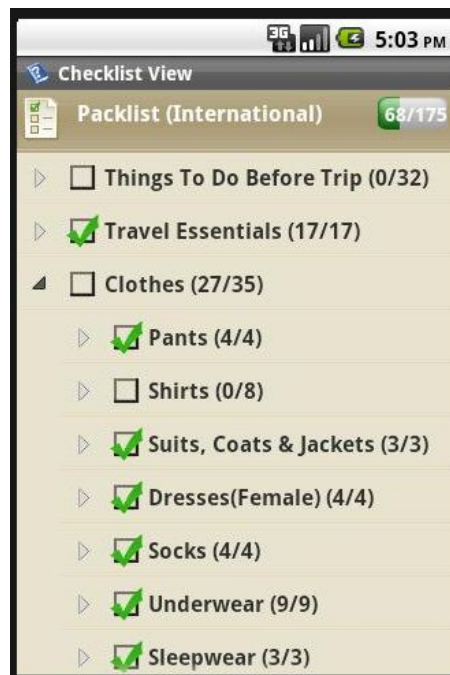 3G 5:03 PM
Checklist View
Packlist (International) 68/175
Things To Do Before Trip (0/32)
Travel Essentials (17/17)
Clothes (27/35)
Pants (4/4)
Shirts (0/8)
Suits, Coats & Jackets (3/3)
Dresses(Female) (4/4)
Socks (4/4)
Underwear (9/9)
Sleepwear (3/3)